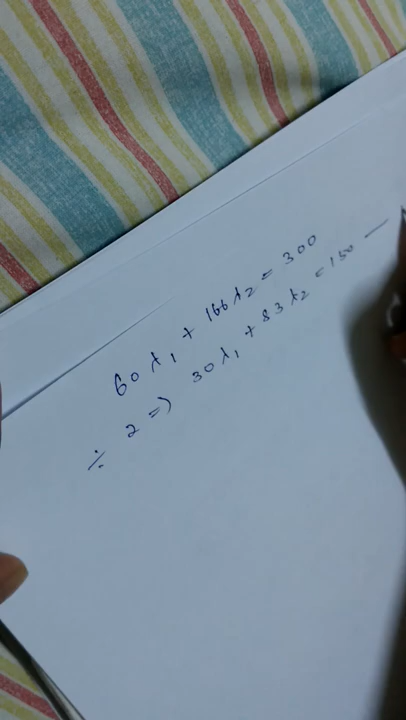 60λ₁ + 166λ₂ = 300
÷ 2 ⇒ 30λ₁ + 83λ₂ = 150 —